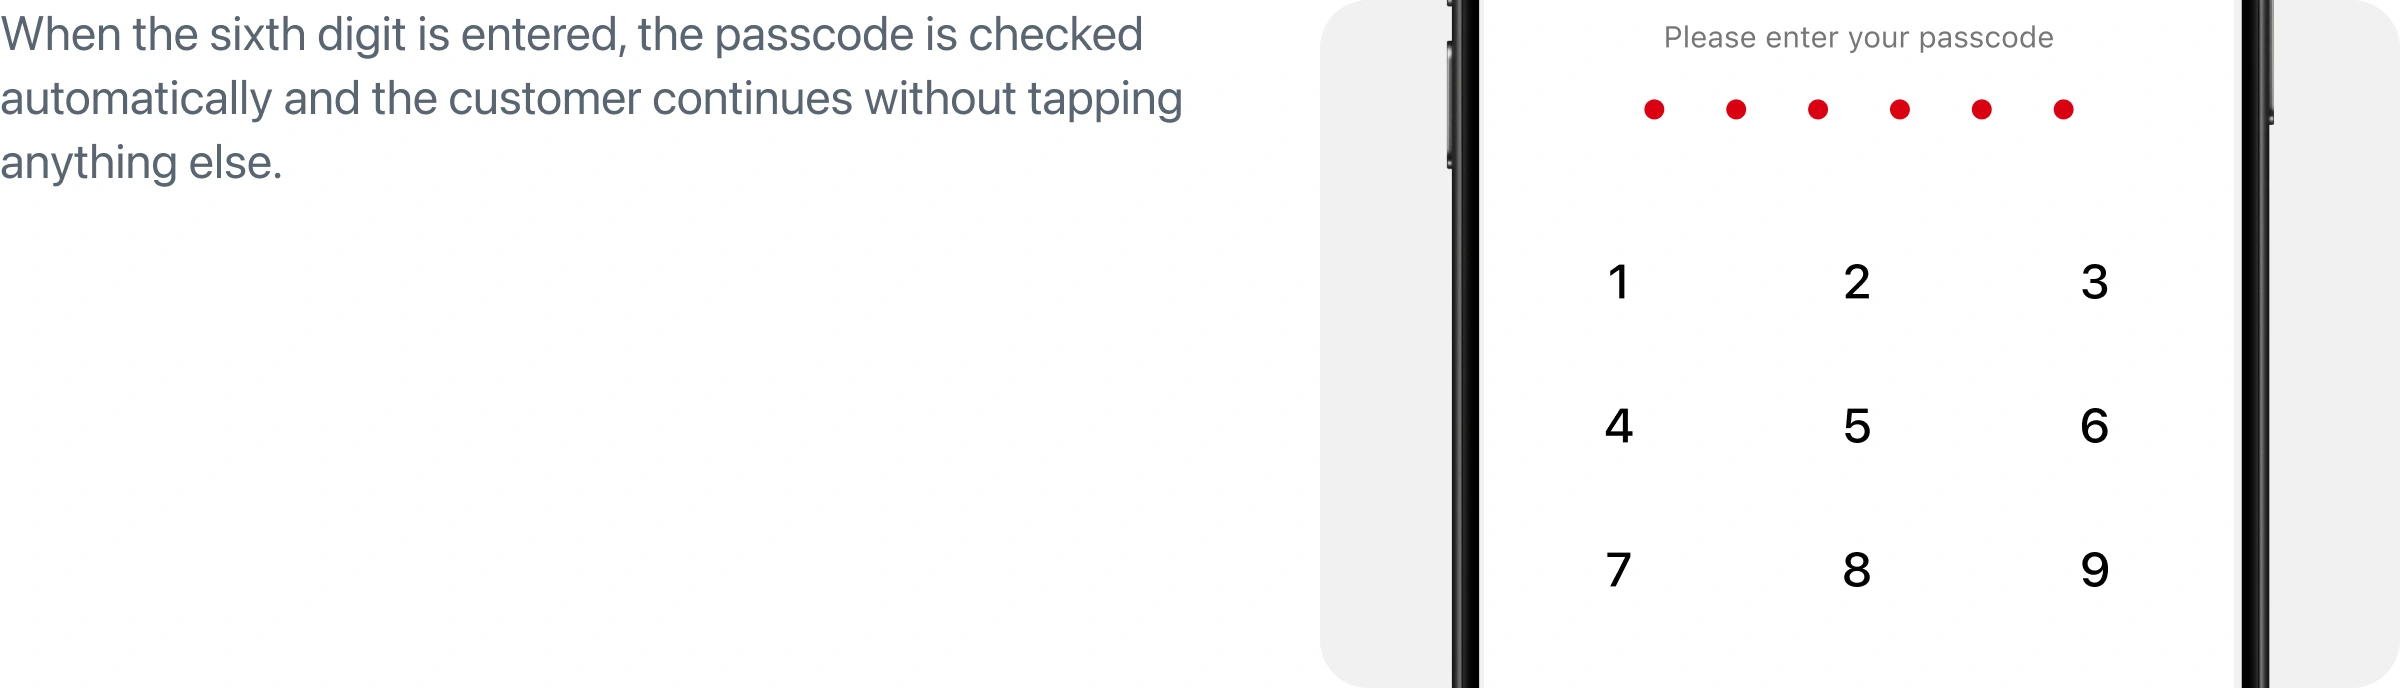 When the sixth digit is entered, the passcode is checked
automatically and the customer continues without tapping
anything else.
Please enter your passcode
1 2 3
4 5 6
7 8 9